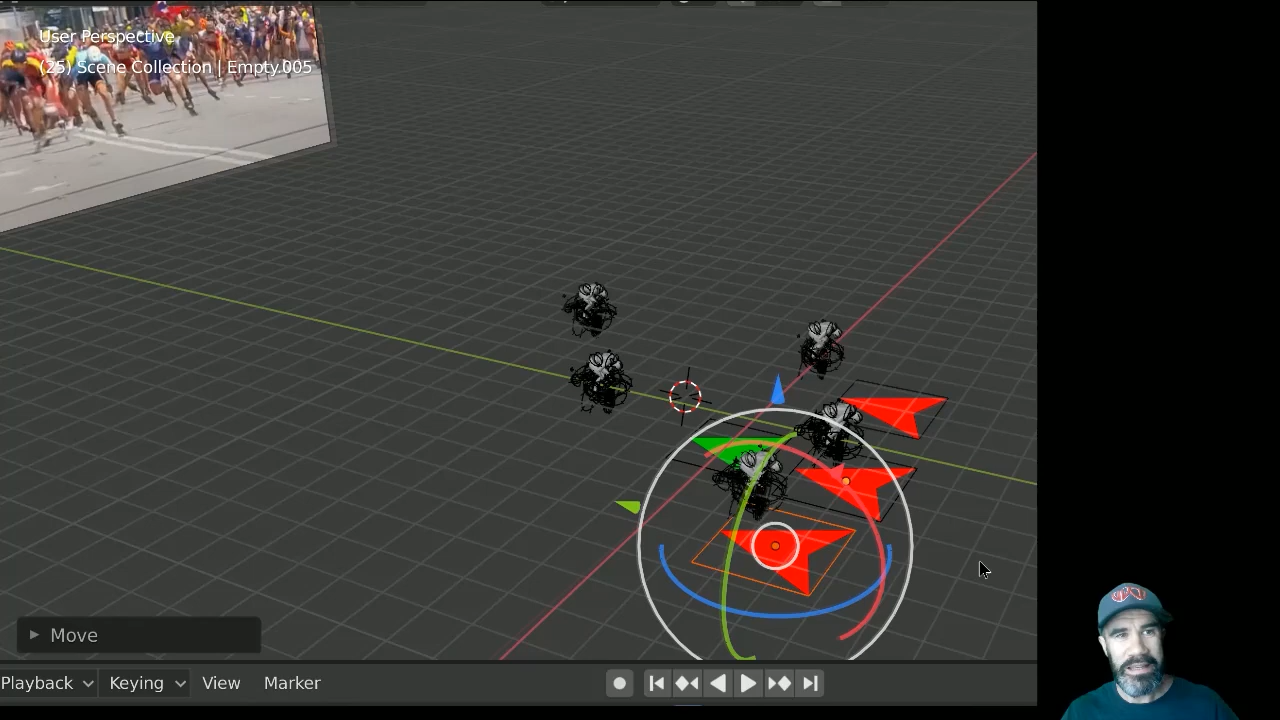 User Perspective
(25) Scene Collection | Empty.005
Move
Playback
Keying
View
Marker